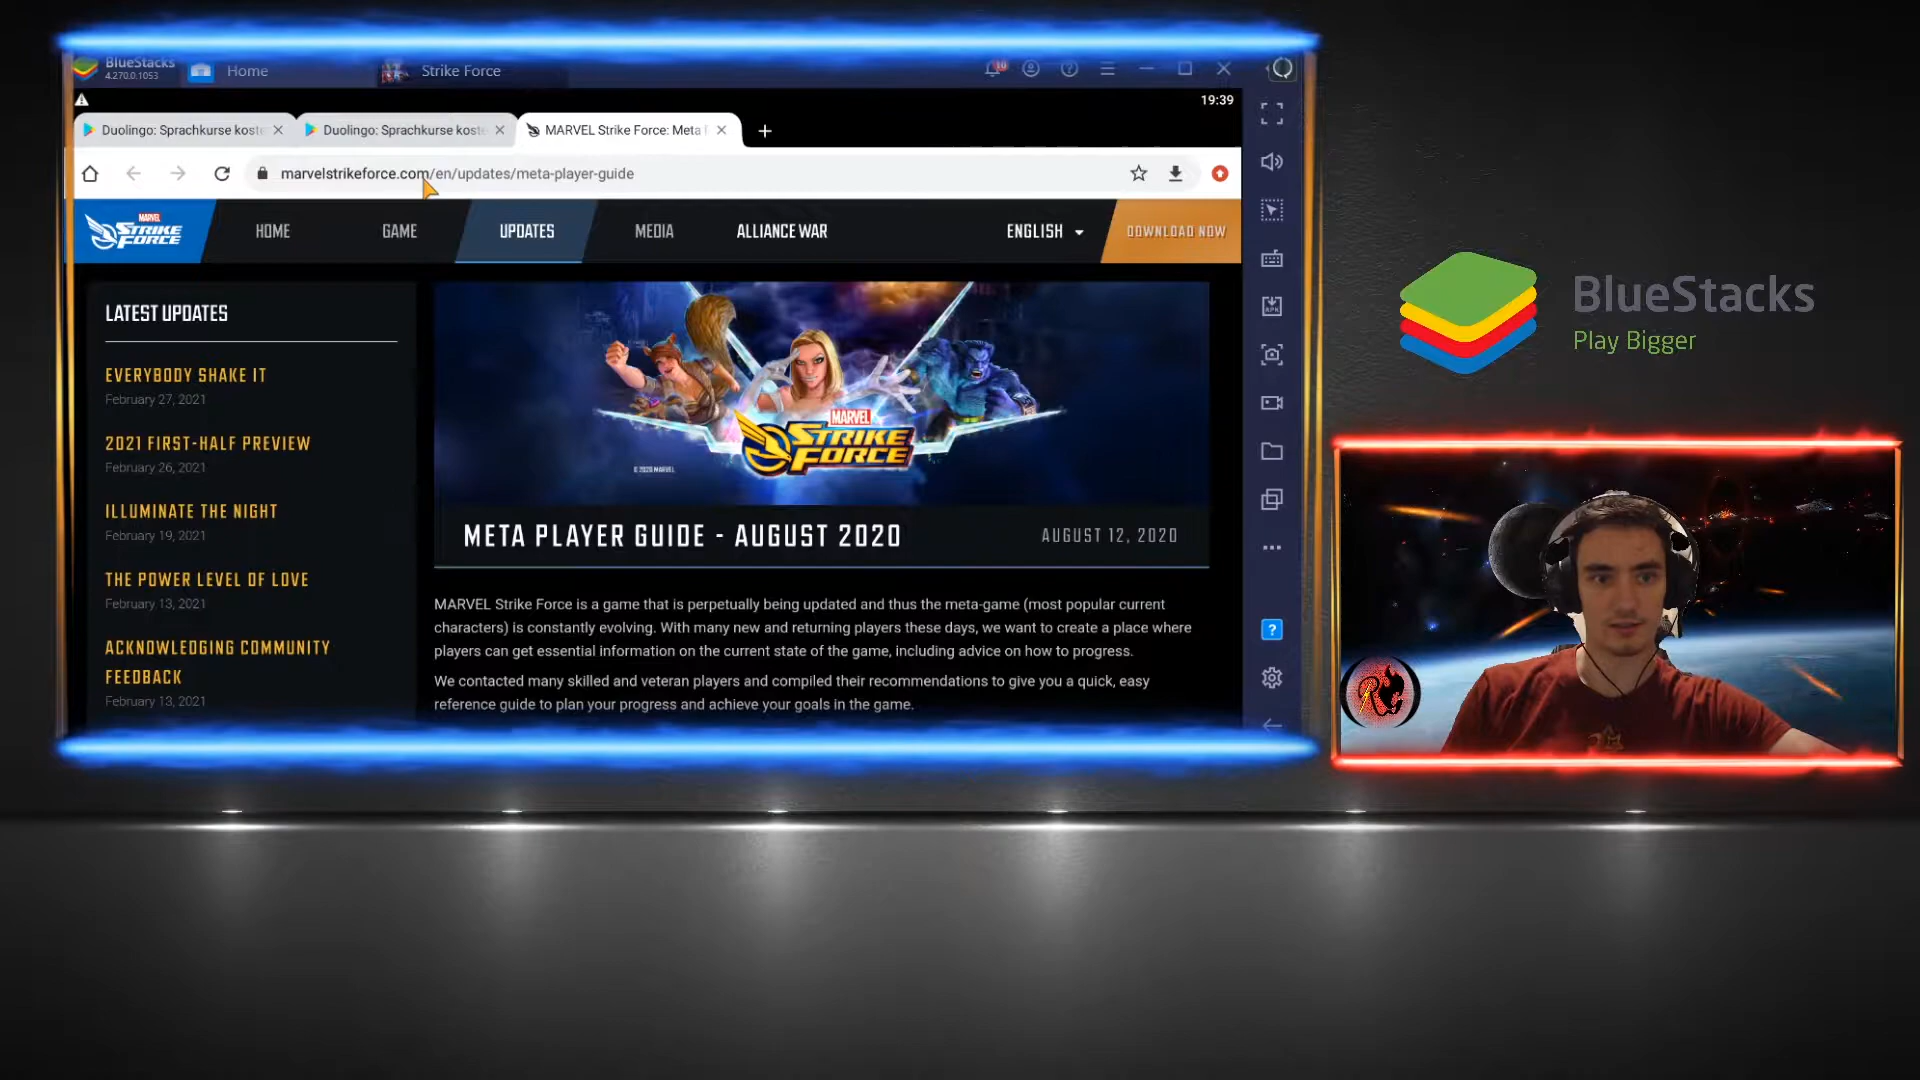 BlueStacks
4.270.0.1053
Home
Strike Force
10
19:39
Duolingo: Sprachkurse koste
Duolingo: Sprachkurse koste
MARVEL Strike Force: Meta
marvelstrikeforce.com/en/updates/meta-player-guide
MARVEL
STRIKE
FORCE
HOME
GAME
UPDATES
MEDIA
ALLIANCE WAR
ENGLISH
DOWNLOAD NOW
LATEST UPDATES
EVERYBODY SHAKE IT
February 27, 2021
2021 FIRST-HALF PREVIEW
February 26, 2021
ILLUMINATE THE NIGHT
February 19, 2021
THE POWER LEVEL OF LOVE
February 13, 2021
ACKNOWLEDGING COMMUNITY
FEEDBACK
February 13, 2021
MARVEL
STRIKE
FORCE
© 2020 MARVEL
META PLAYER GUIDE - AUGUST 2020
AUGUST 12, 2020
MARVEL Strike Force is a game that is perpetually being updated and thus the meta-game (most popular current
characters) is constantly evolving. With many new and returning players these days, we want to create a place where
players can get essential information on the current state of the game, including advice on how to progress.
We contacted many skilled and veteran players and compiled their recommendations to give you a quick, easy
reference guide to plan your progress and achieve your goals in the game.
APK
?
BlueStacks
Play Bigger